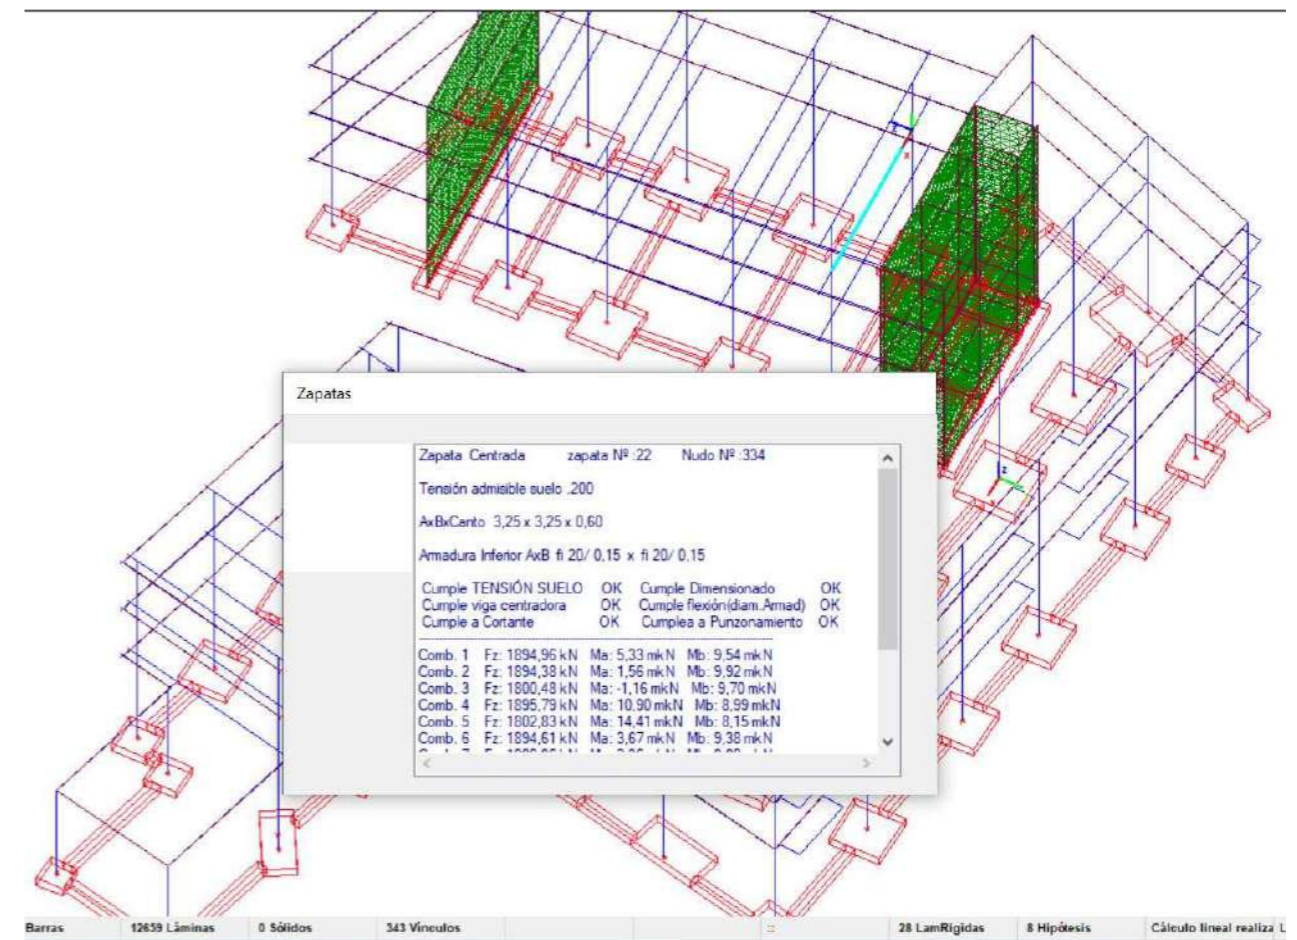 Zapatas
Zapata Centrada zapata Nº :22 Nudo Nº :334
Tensión admisible suelo .200
AxBxCanto 3,25 x 3,25 x 0,60
Armadura Inferior AxB fi 20/ 0,15 x fi 20/ 0,15
Cumple TENSIÓN SUELO OK Cumple Dimensionado OK
Cumple viga centradora OK Cumple flexión(diam.Armad) OK
Cumple a Cortante OK Cumplea a Punzonamiento OK
Comb. 1 Fz: 1894,96 kN Ma: 5,33 mkN Mb: 9,54 mkN
Comb. 2 Fz: 1894,38 kN Ma: 1,56 mkN Mb: 9,92 mkN
Comb. 3 Fz: 1800,48 kN Ma: -1,16 mkN Mb: 9,70 mkN
Comb. 4 Fz: 1895,79 kN Ma: 10,90 mkN Mb: 8,99 mkN
Comb. 5 Fz: 1802,83 kN Ma: 14,41 mkN Mb: 8,15 mkN
Comb. 6 Fz: 1894,61 kN Ma: 3,67 mkN Mb: 9,38 mkN
z
Barras 12659 Láminas 0 Sólidos 343 Vínculos :: 28 LamRígidas 8 Hipótesis Cálculo lineal realiza L